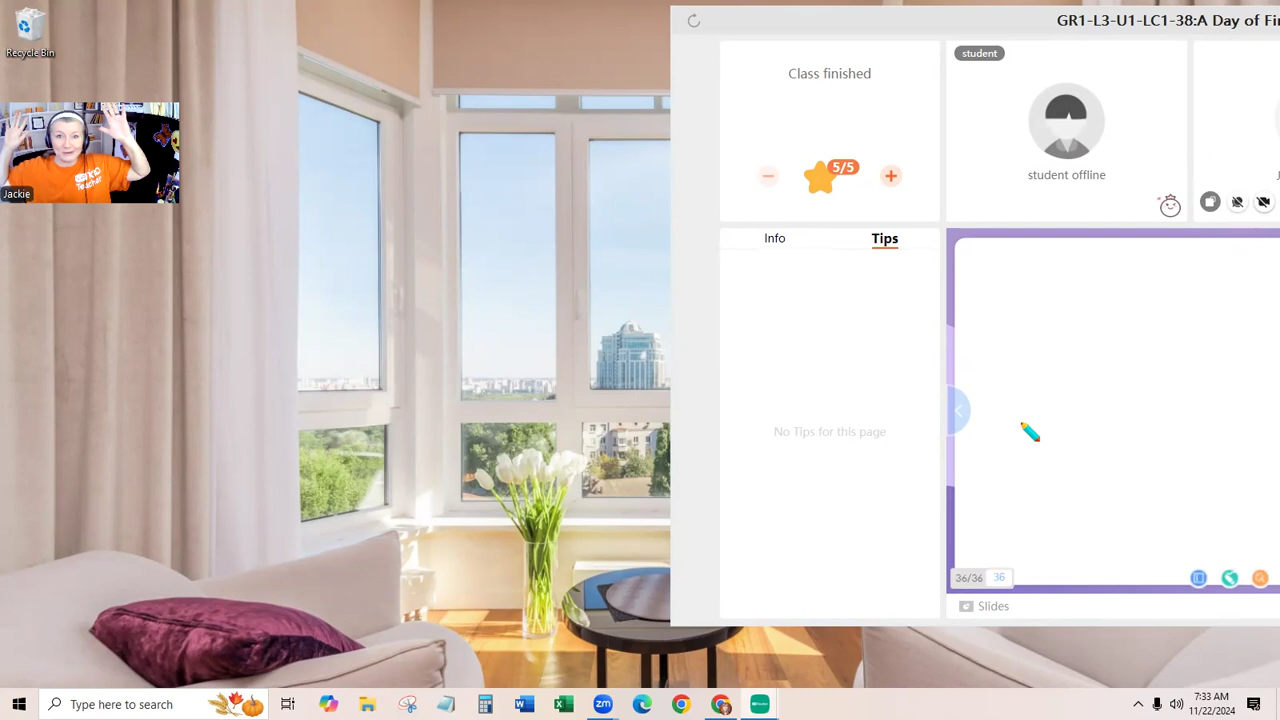 Recycle Bin
GR1-L3-U1-LC1-38:A Day of Fi
Class finished
student
5/5
student offline
Jackie
Teacher
J
Info
Tips
No Tips for this page
36/36
36
Slides
Type here to search
zm
7:33 AM
11/22/2024